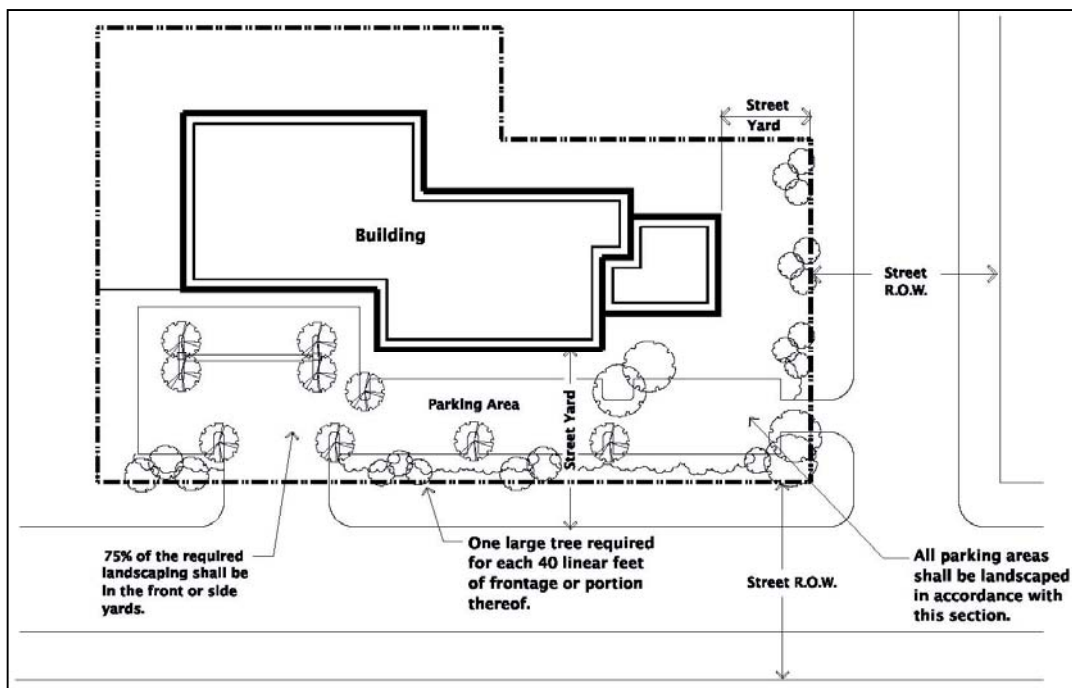 Street
Yard
Building
Street
R.O.W.
Parking Area
Street Yard
75% of the required
landscaping shall be
in the front or side
yards.
One large tree required
for each 40 linear feet
of frontage or portion
thereof.
Street R.O.W.
All parking areas
shall be landscaped
in accordance with
this section.